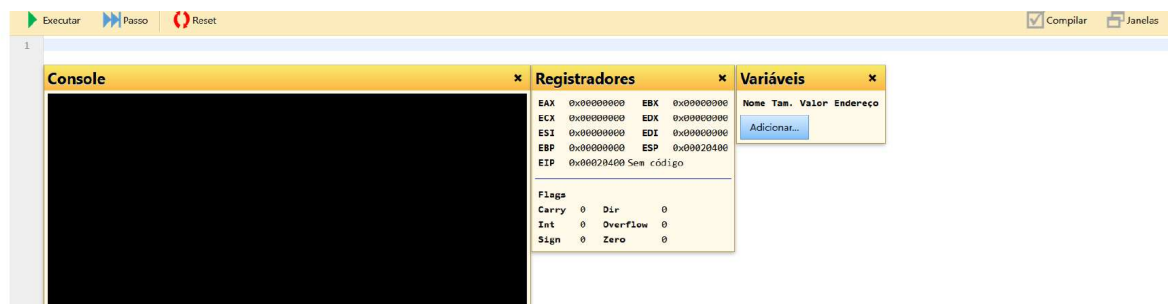 Executar Passo Reset Compilar Janelas
1
Console × Registradores × Variáveis ×
EAX 0x00000000 EBX 0x00000000
ECX 0x00000000 EDX 0x00000000
ESI 0x00000000 EDI 0x00000000
EBP 0x00000000 ESP 0x00020400
EIP 0x00020400 Sem código
Flags
Carry 0 Dir 0
Int 0 Overflow 0
Sign 0 Zero 0
Nome Tam. Valor Endereço
Adicionar...